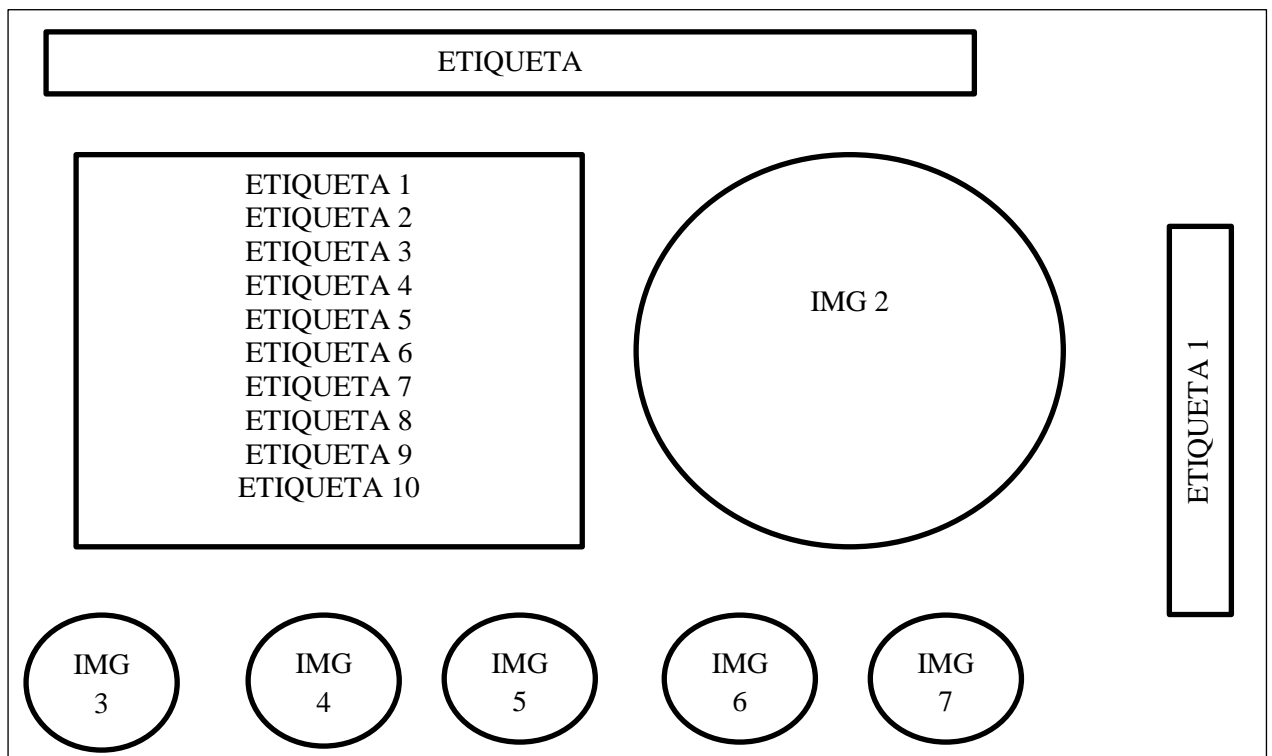 ETIQUETA
ETIQUETA 1
ETIQUETA 2
ETIQUETA 3
ETIQUETA 4
ETIQUETA 5
ETIQUETA 6
ETIQUETA 7
ETIQUETA 8
ETIQUETA 9
ETIQUETA 10
IMG 2
ETIQUETA 1
IMG
3
IMG
4
IMG
5
IMG
6
IMG
7